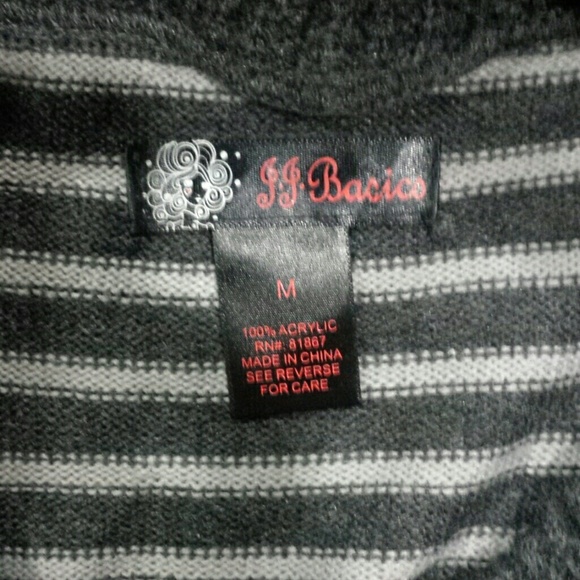 JJ·Basics
M
100% ACRYLIC
RN#: 81867
MADE IN CHINA
SEE REVERSE
FOR CARE